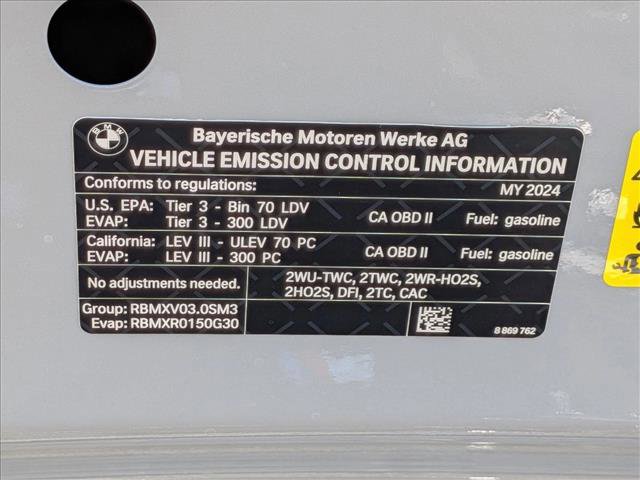 BMW
Bayerische Motoren Werke AG
VEHICLE EMISSION CONTROL INFORMATION
Conforms to regulations: MY 2024
U.S. EPA: Tier 3 - Bin 70 LDV CA OBD II Fuel: gasoline
EVAP: Tier 3 - 300 LDV
California: LEV III - ULEV 70 PC CA OBD II Fuel: gasoline
EVAP: LEV III - 300 PC
No adjustments needed. 2WU-TWC, 2TWC, 2WR-HO2S,
2HO2S, DFI, 2TC, CAC
Group: RBMXV03.0SM3
Evap: RBMXR0150G30
8 869 762